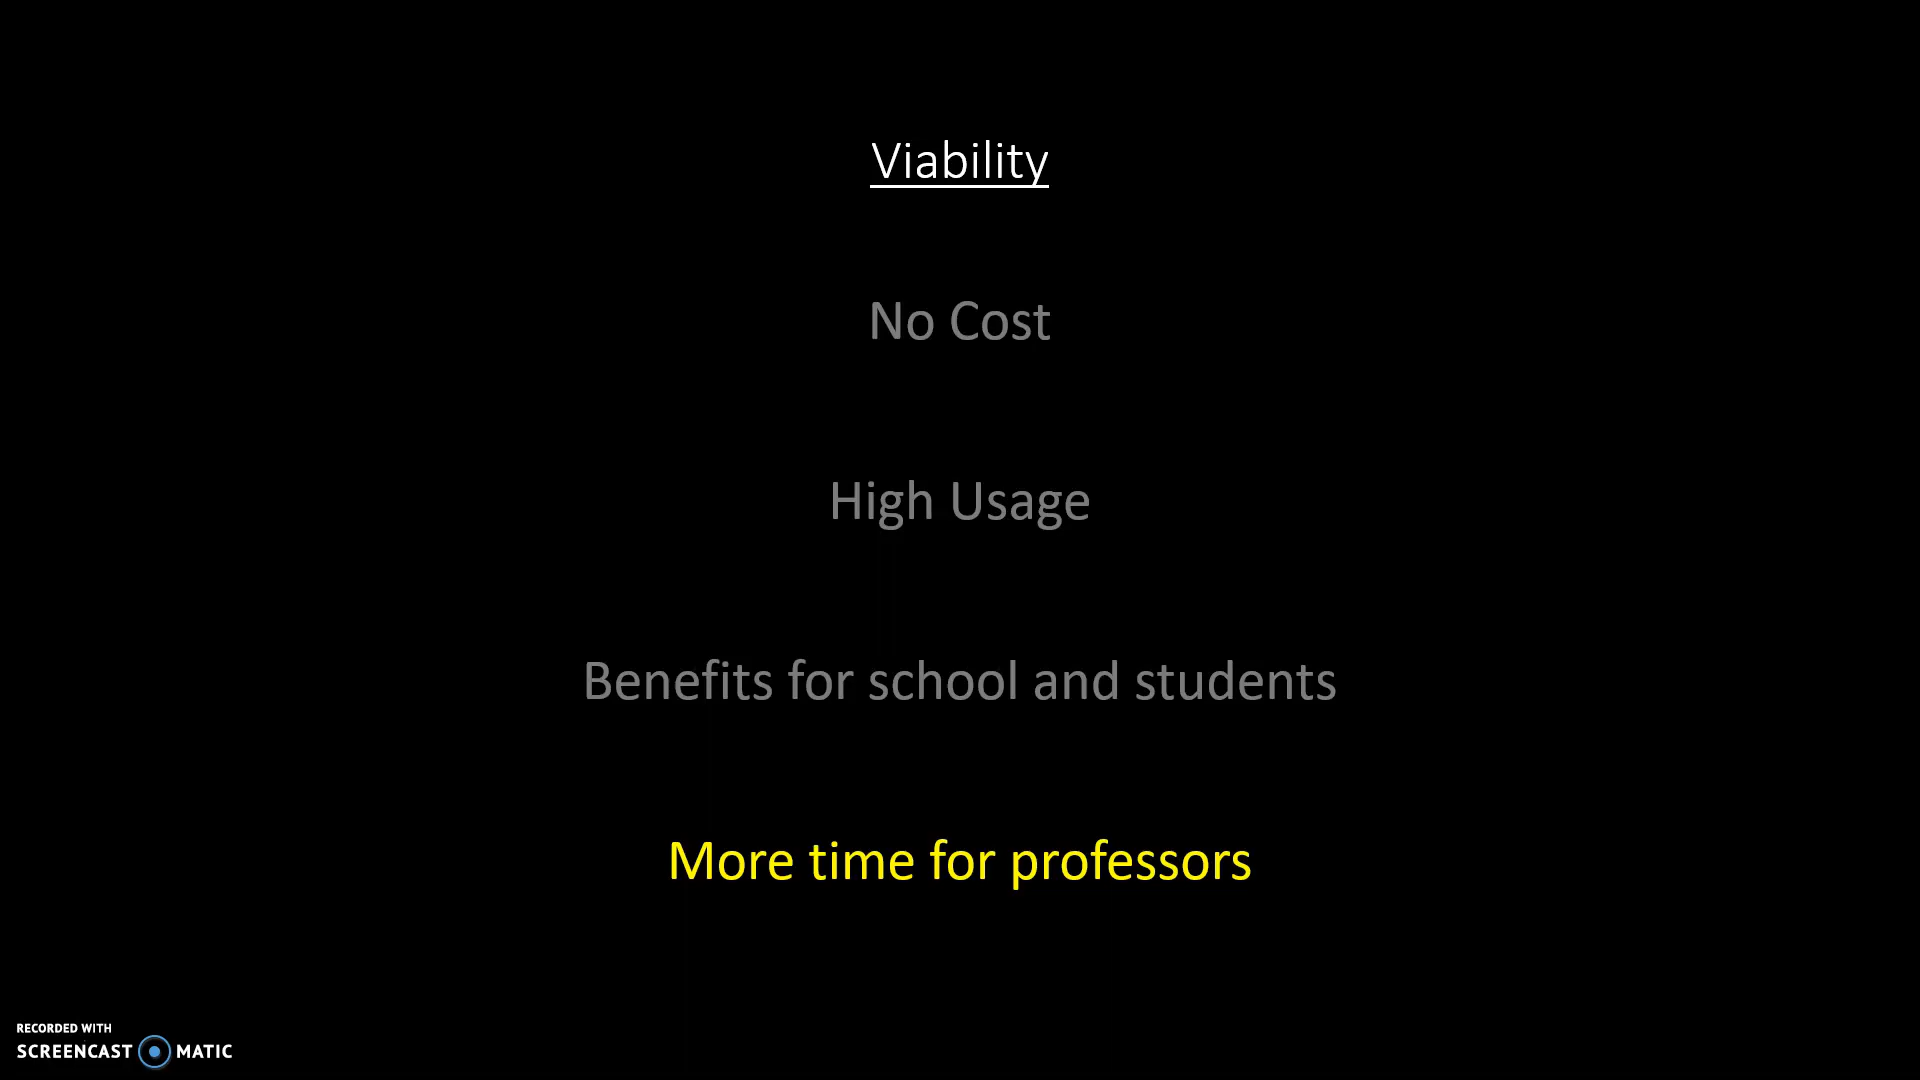 Viability
No Cost
High Usage
Benefits for school and students
More time for professors
RECORDED WITH
SCREENCAST MATIC